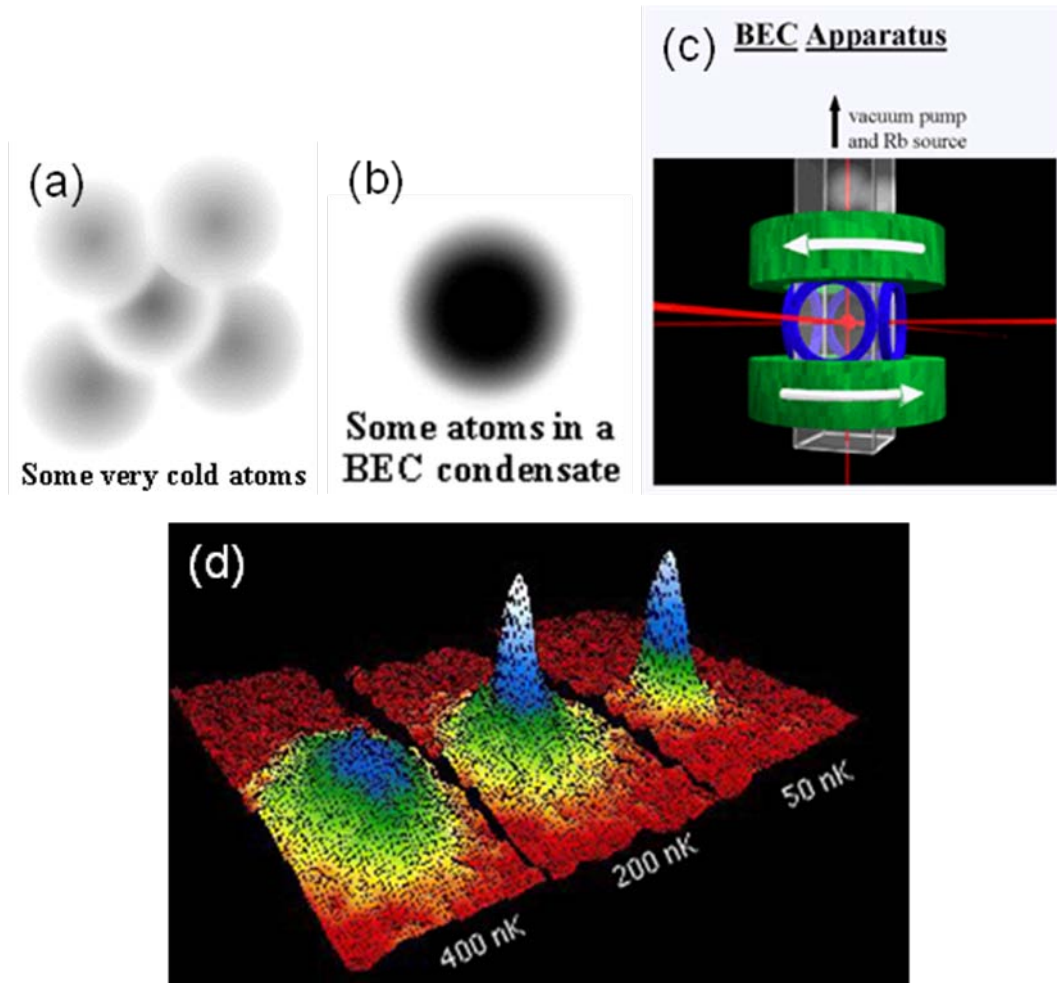 (a)
Some very cold atoms
(b)
Some atoms in a
BEC condensate
(c) BEC Apparatus
vacuum pump
and Rb source
(d)
400 nK
200 nK
50 nK